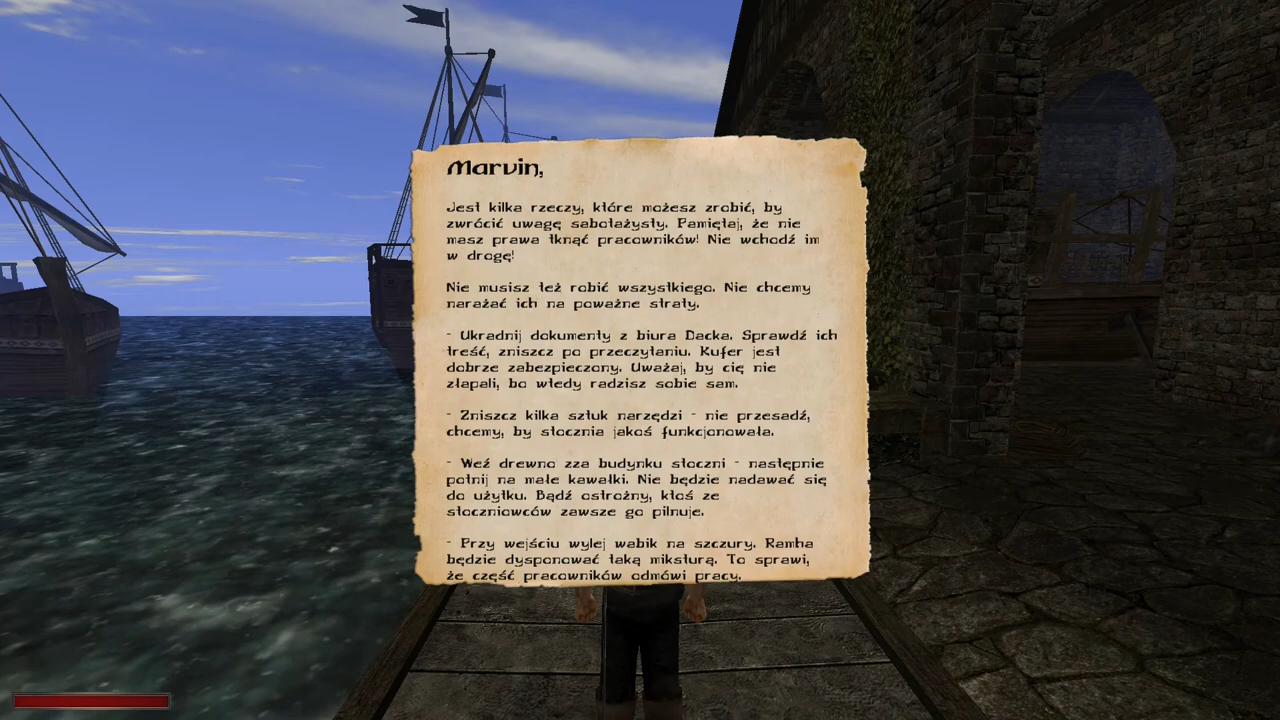 Marvin,
Jest kilka rzeczy, które możesz zrobić, by
zwrócić uwagę sabotażysty. Pamiętaj, że nie
masz prawa tknąć pracowników! Nie wchodź im
w drogę!
Nie musisz też robić wszystkiego. Nie chcemy
narażać ich na poważne straty.
- Ukradnij dokumenty z biura Dacka. Sprawdź ich
treść, zniszcz po przeczytaniu. Kufer jest
dobrze zabezpieczony. Uważaj, by cię nie
złapali, bo wtedy radzisz sobie sam.
- Zniszcz kilka sztuk narzędzi - nie przesadź,
chcemy, by stocznia jakoś funkcjonowała.
- Weź drewno zza budynku stoczni - następnie
potnij na małe kawałki. Nie będzie nadawać się
do użytku. Bądź ostrożny, ktoś ze
stoczniowców zawsze go pilnuje.
- Przy wejściu wylej wabik na szczury. Ramha
będzie dysponować taką miksturą. To sprawi,
że część pracowników odmówi pracy.